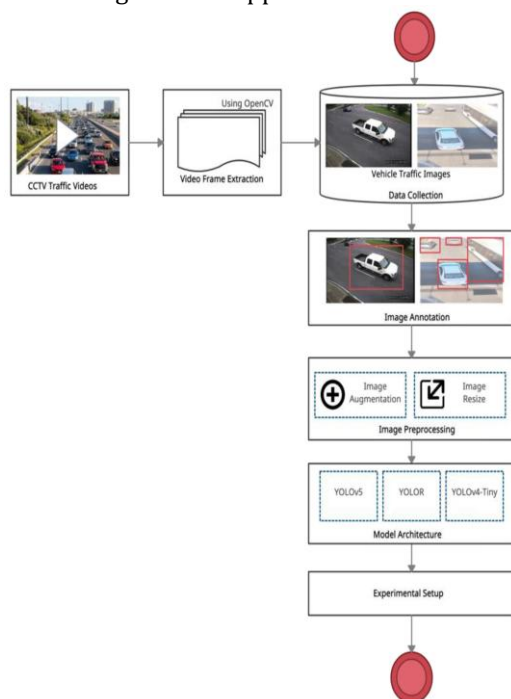 CCTV Traffic Videos
Using OpenCV
Video Frame Extraction
Vehicle Traffic Images
Data Collection
Image Annotation
Image
Augmentation
Image
Resize
Image Preprocessing
YOLOv5
YOLOR
YOLOv4-Tiny
Model Architecture
Experimental Setup